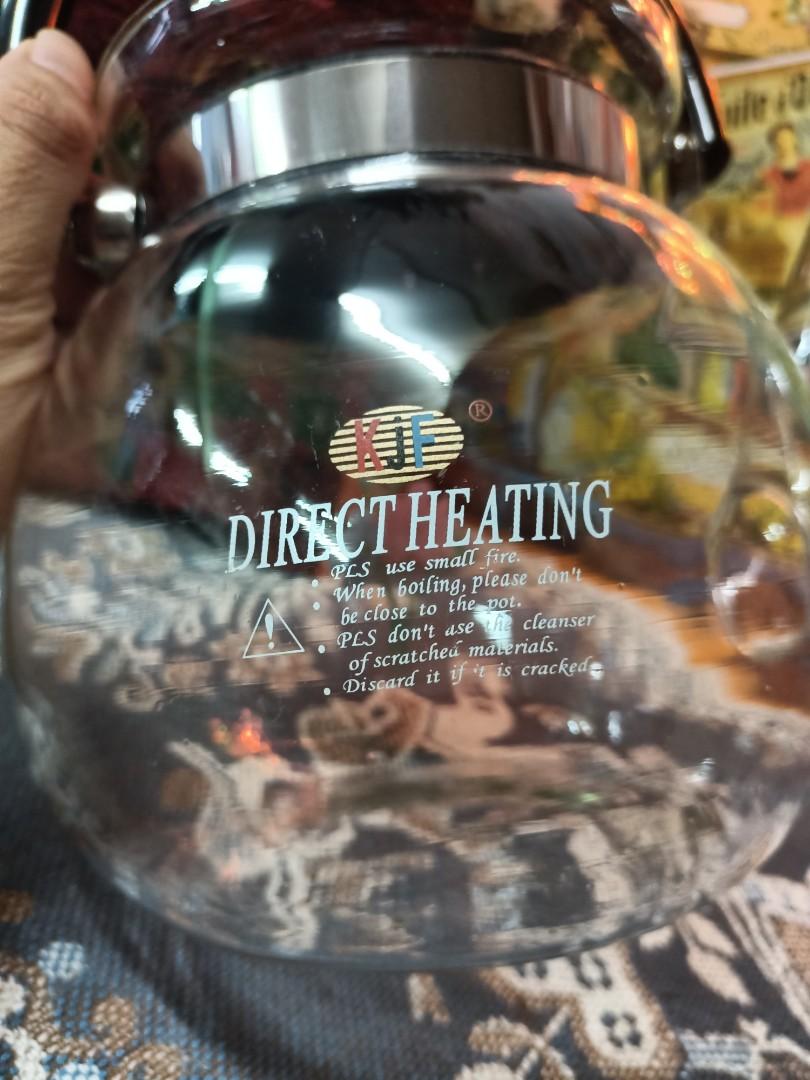 KJF ®
DIRECT HEATING
• PLS use small fire.
• When boiling, please don't
be close to the pot.
• PLS don't use the cleanser
of scratched materials.
• Discard it if it is cracked.